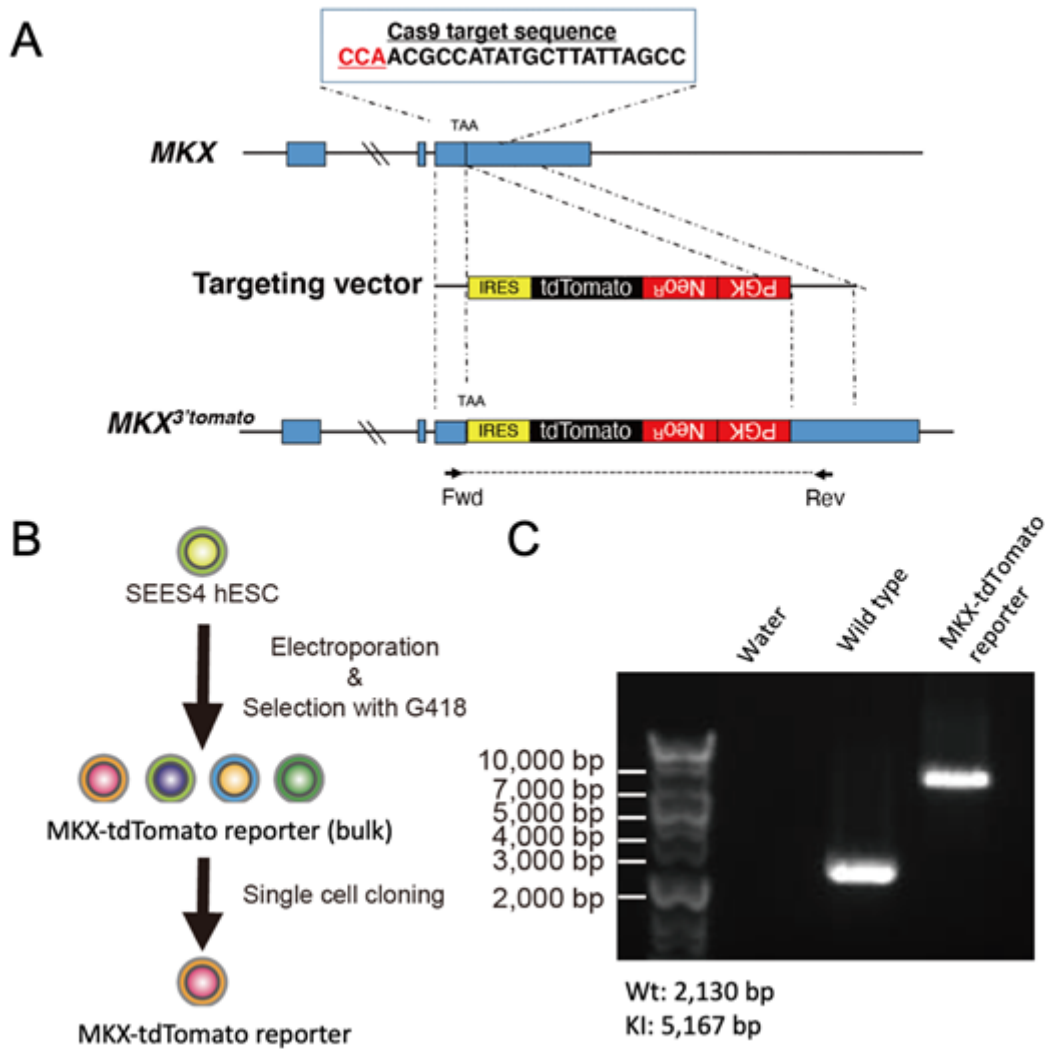 A
Cas9 target sequence
CCAACGCCATATGCTTATTAGCC
TAA
MKX
Targeting vector
IRES tdTomato NeoR PGK
TAA
MKX3'tomato
IRES tdTomato NeoR PGK
Fwd Rev
B
SEES4 hESC
Electroporation
&
Selection with G418
MKX-tdTomato reporter (bulk)
Single cell cloning
MKX-tdTomato reporter
C
Water
Wild type
MKX-tdTomato
reporter
10,000 bp
7,000 bp
5,000 bp
4,000 bp
3,000 bp
2,000 bp
Wt: 2,130 bp
KI: 5,167 bp